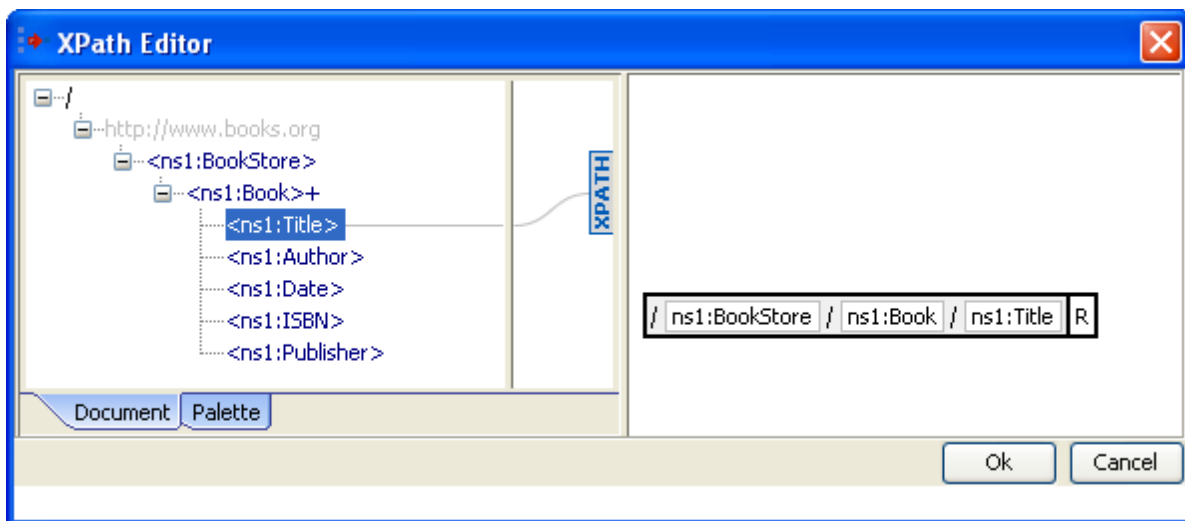 XPath Editor
/
http://www.books.org
<ns1:BookStore>
<ns1:Book>+
<ns1:Title>
<ns1:Author>
<ns1:Date>
<ns1:ISBN>
<ns1:Publisher>
Document Palette
XPATH
/ ns1:BookStore / ns1:Book / ns1:Title R
Ok Cancel